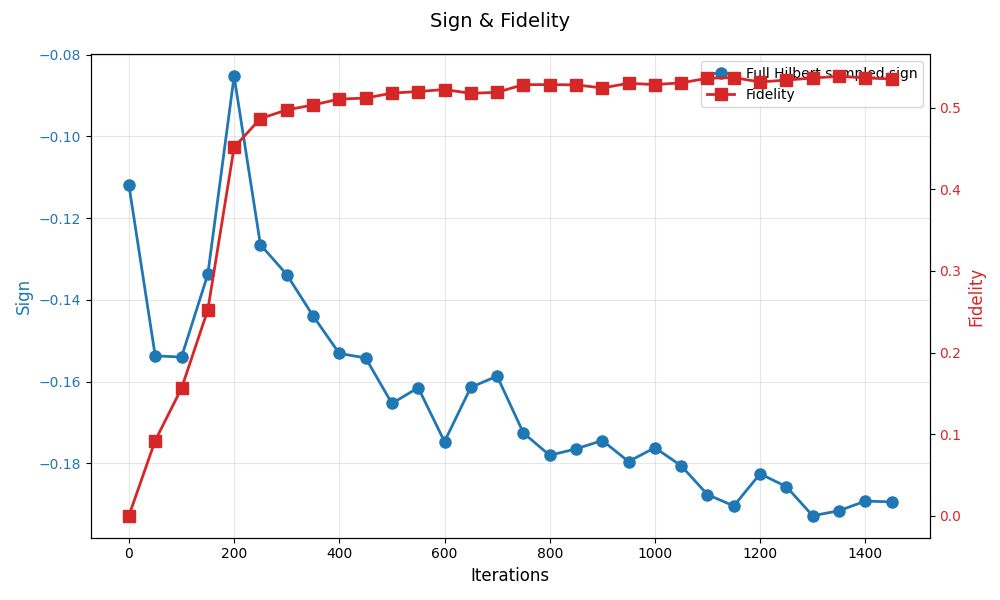 Sign & Fidelity
Full Hilbert sampled sign
Fidelity
−0.08
−0.10
−0.12
−0.14
−0.16
−0.18
Sign
0.5
0.4
0.3
0.2
0.1
0.0
Fidelity
0 200 400 600 800 1000 1200 1400
Iterations